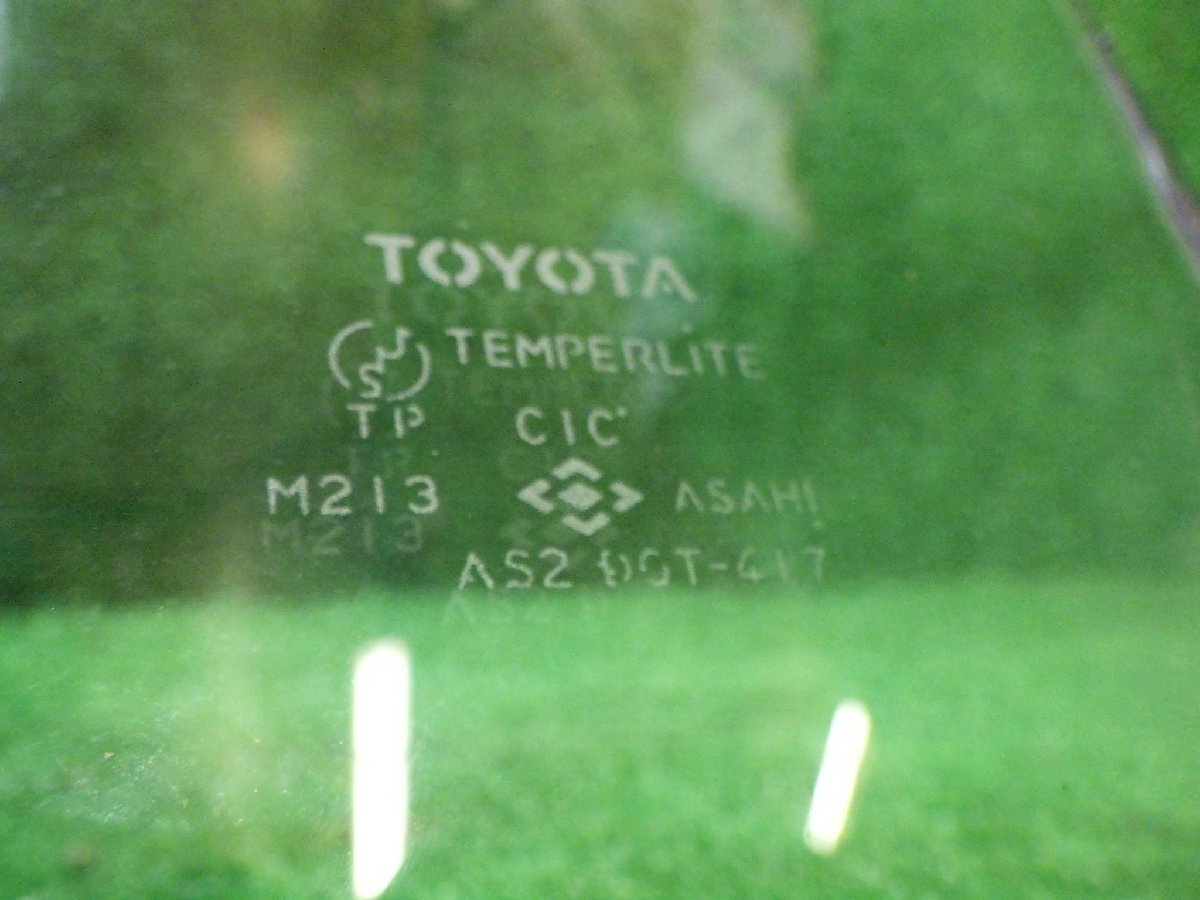 TOYOTA
TEMPERLITE
TP CIC
M213 ASAHI
AS2 DOT-417